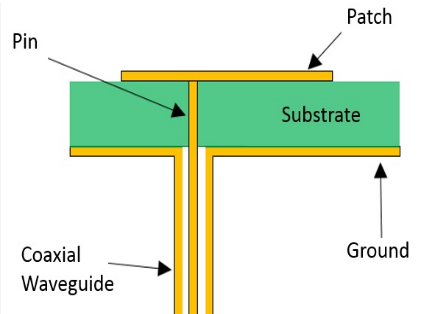 Patch
Pin
Substrate
Coaxial
Waveguide
Ground